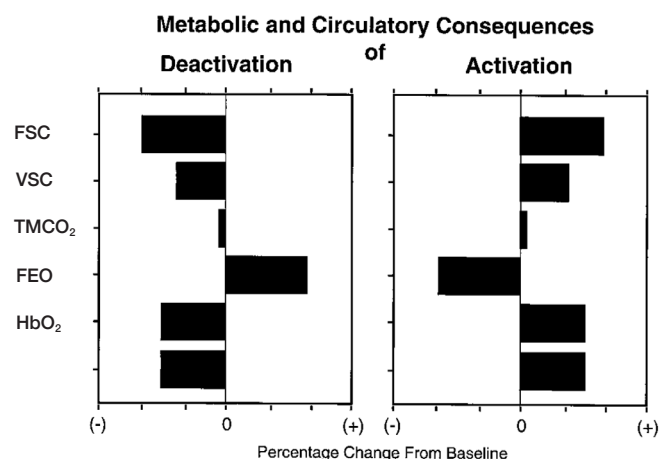 Metabolic and Circulatory Consequences
of
Deactivation Activation
FSC
VSC
TMCO₂
FEO
HbO₂
(-) 0 (+) (-) 0 (+)
Percentage Change From Baseline